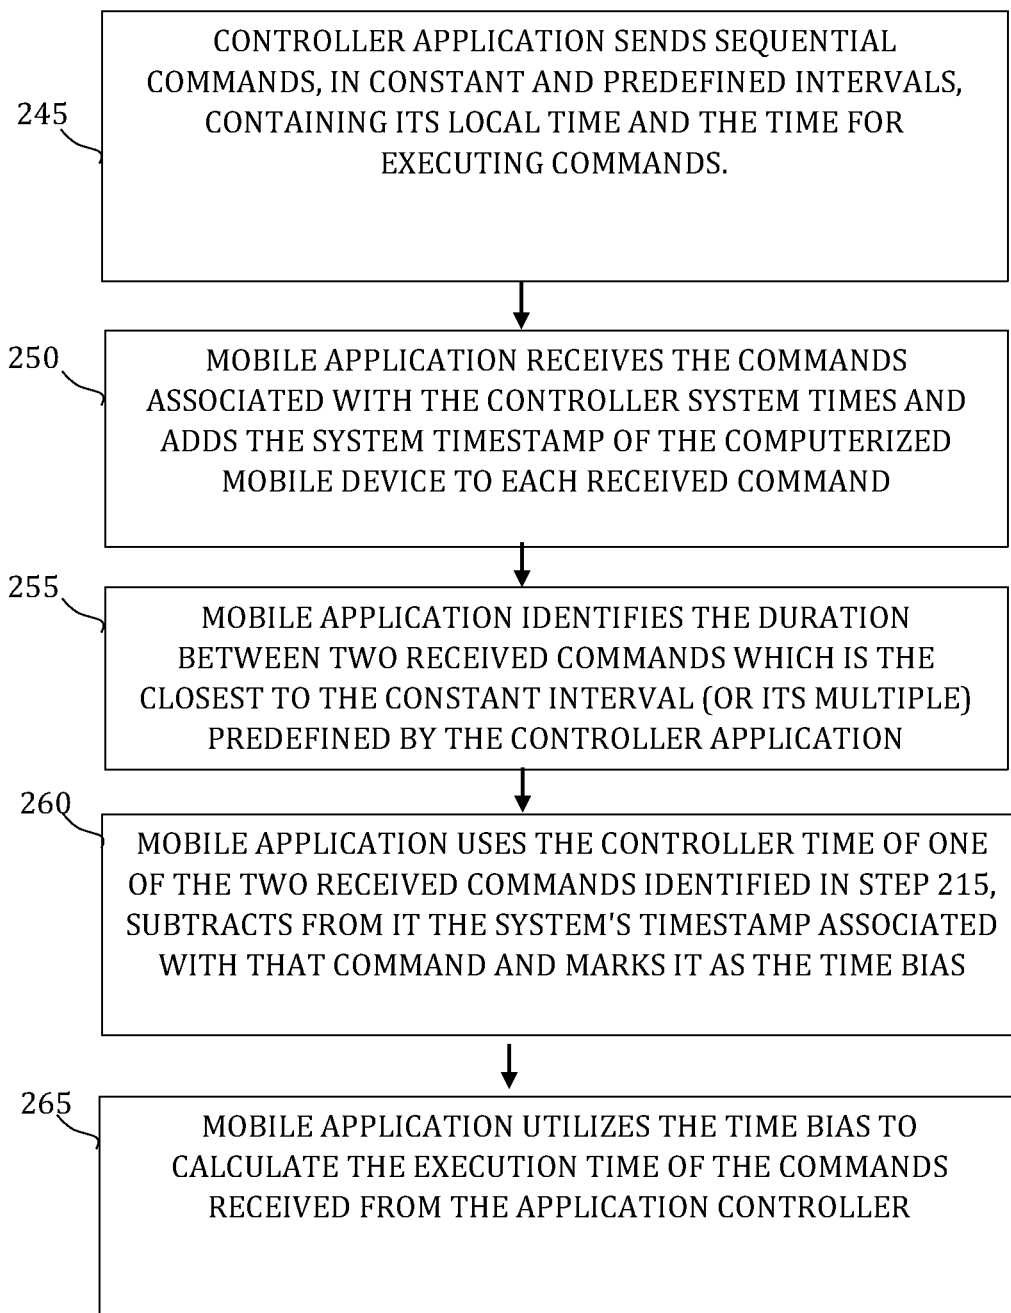 245
CONTROLLER APPLICATION SENDS SEQUENTIAL
COMMANDS, IN CONSTANT AND PREDEFINED INTERVALS,
CONTAINING ITS LOCAL TIME AND THE TIME FOR
EXECUTING COMMANDS.
250
MOBILE APPLICATION RECEIVES THE COMMANDS
ASSOCIATED WITH THE CONTROLLER SYSTEM TIMES AND
ADDS THE SYSTEM TIMESTAMP OF THE COMPUTERIZED
MOBILE DEVICE TO EACH RECEIVED COMMAND
255
MOBILE APPLICATION IDENTIFIES THE DURATION
BETWEEN TWO RECEIVED COMMANDS WHICH IS THE
CLOSEST TO THE CONSTANT INTERVAL (OR ITS MULTIPLE)
PREDEFINED BY THE CONTROLLER APPLICATION
260
MOBILE APPLICATION USES THE CONTROLLER TIME OF ONE
OF THE TWO RECEIVED COMMANDS IDENTIFIED IN STEP 215,
SUBTRACTS FROM IT THE SYSTEM'S TIMESTAMP ASSOCIATED
WITH THAT COMMAND AND MARKS IT AS THE TIME BIAS
265
MOBILE APPLICATION UTILIZES THE TIME BIAS TO
CALCULATE THE EXECUTION TIME OF THE COMMANDS
RECEIVED FROM THE APPLICATION CONTROLLER